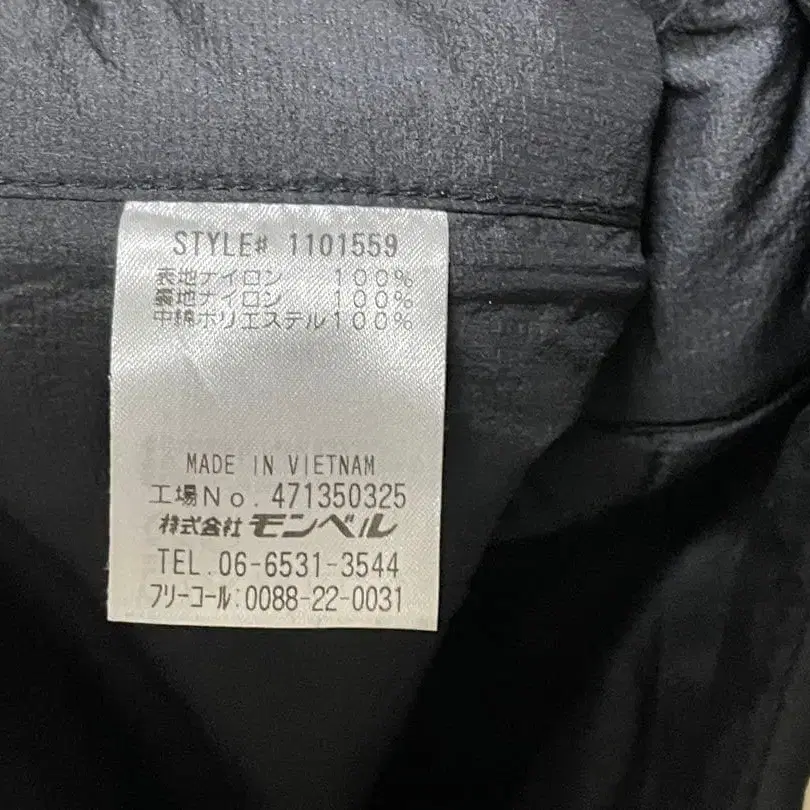 STYLE# 1101559
表地ナイロン 100%
裏地ナイロン 100%
中綿ポリエステル100%
MADE IN VIETNAM
工場No. 471350325
株式会社 モンベル
TEL.06-6531-3544
フリーコール:0088-22-0031